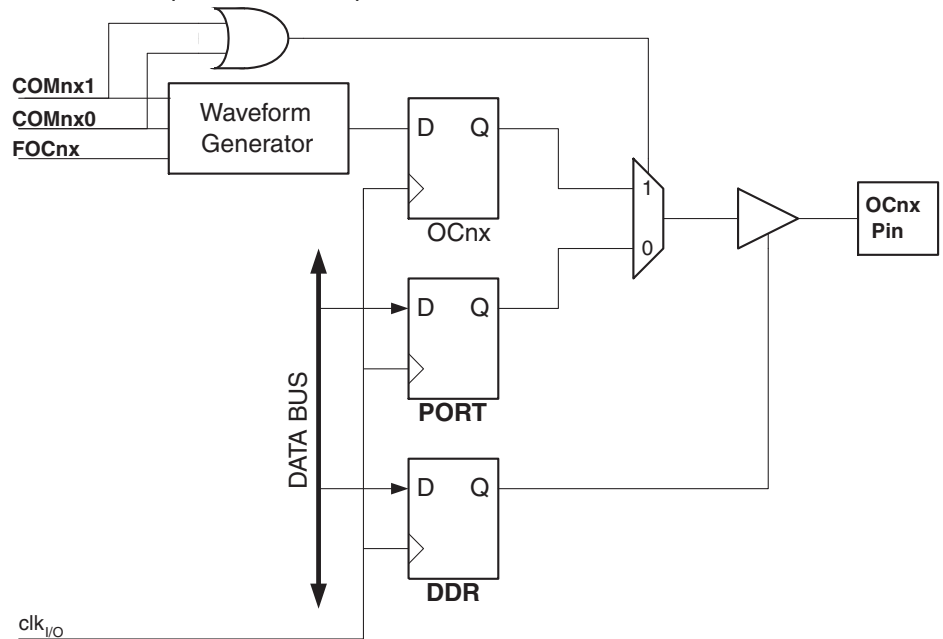 COMnx1
COMnx0
FOCnx
Waveform
Generator
D Q
OCnx
1
0
OCnx
Pin
D Q
PORT
DATA BUS
D Q
DDR
clkI/O